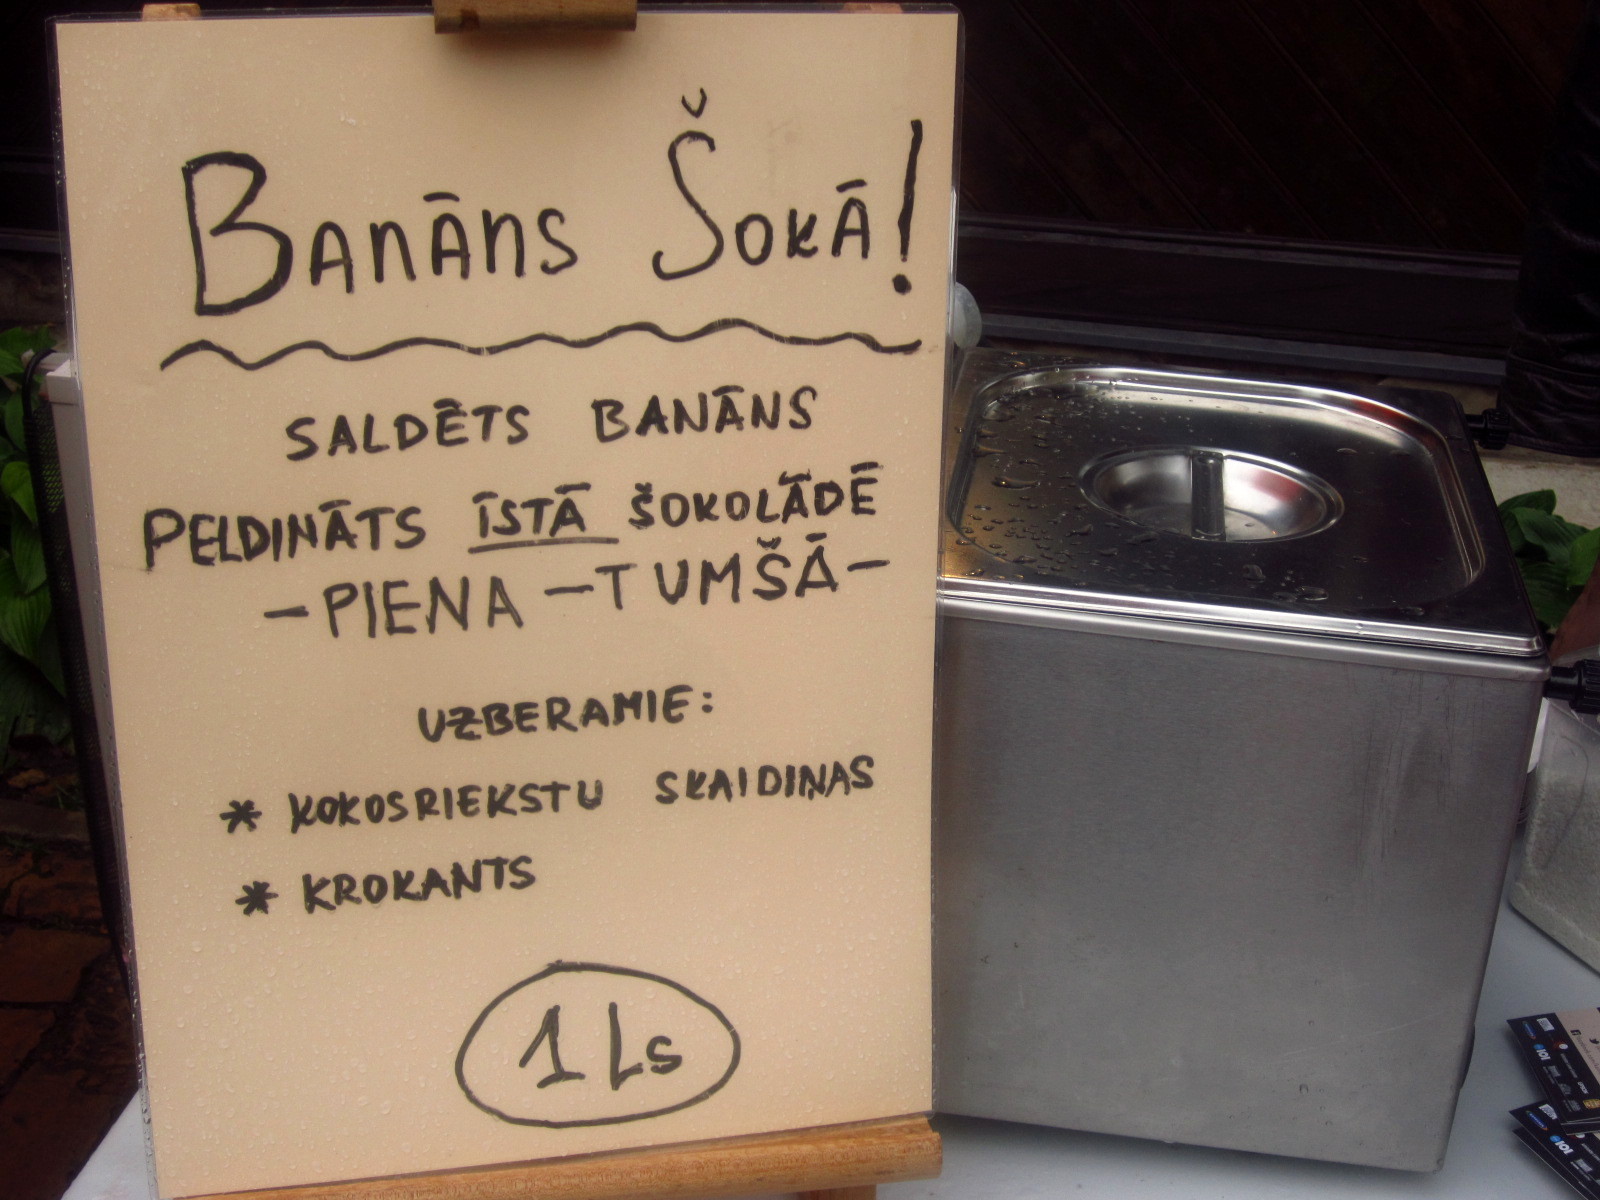 BANĀNS ŠOKĀ!
SALDĒTS BANĀNS
PELDINĀTS ĪSTĀ ŠOKOLĀDĒ
-PIENA -TUMŠĀ-
UZBERAMIE:
* KOKOSRIEKSTU SKAIDIŅAS
* KROKANTS
1 Ls